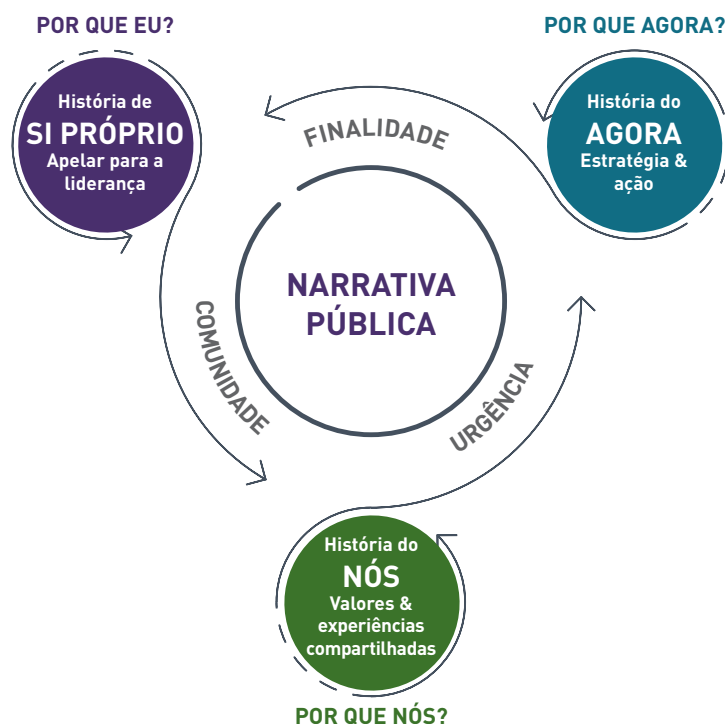 POR QUE EU?
História de
SI PRÓPRIO
Apelar para a
liderança
POR QUE AGORA?
História do
AGORA
Estratégia &
ação
FINALIDADE
NARRATIVA
PÚBLICA
COMUNIDADE
URGÊNCIA
História do
NÓS
Valores &
experiências
compartilhadas
POR QUE NÓS?